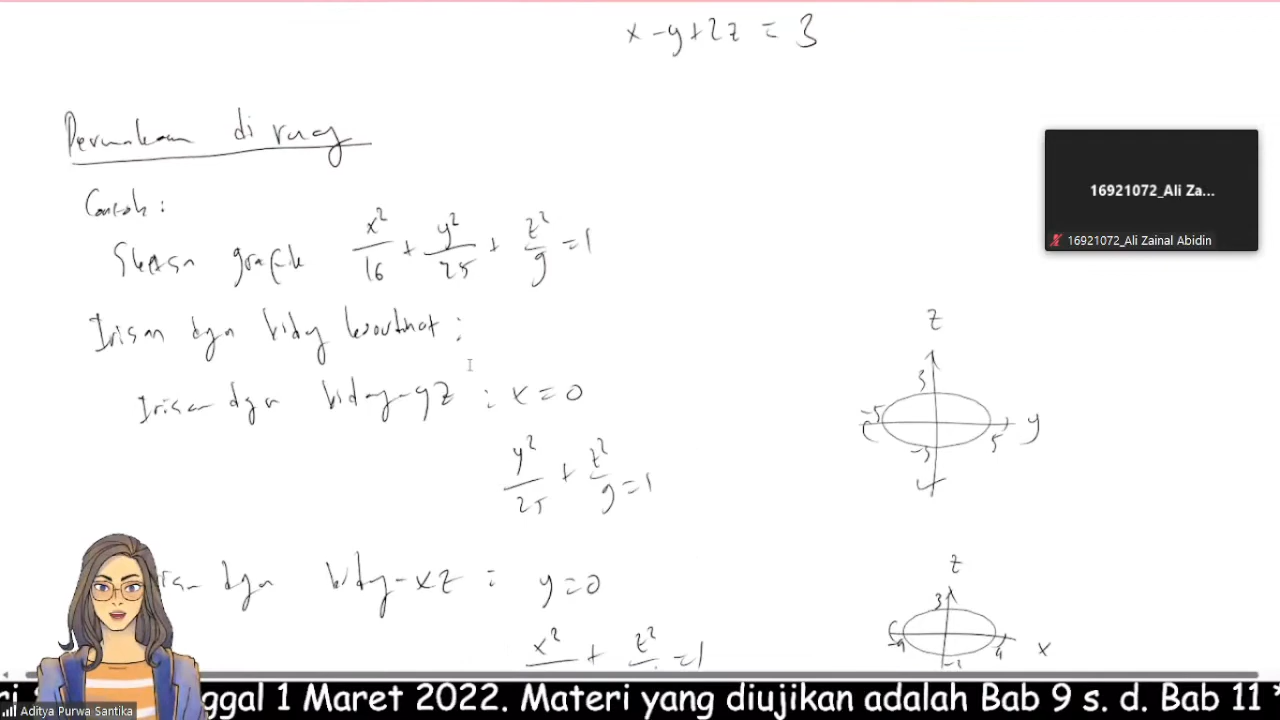 x - y + 2z = 3
Permukaan di ruang
Contoh:
Sketsa grafik x²/16 + y²/25 + z²/9 = 1
Irisan dgn bidang koordinat:
Irisan dgn bidang-yz : x = 0
y²/25 + z²/9 = 1
dgn bidang-xz = y = 0
x² + z² = 1
z
3
-5
5
y
-3
z
3
-4
4
x
16921072_Ali Za...
16921072_Ali Zainal Abidin
ggal 1 Maret 2022. Materi yang diujikan adalah Bab 9 s. d. Bab 11 *
Aditya Purwa Santika